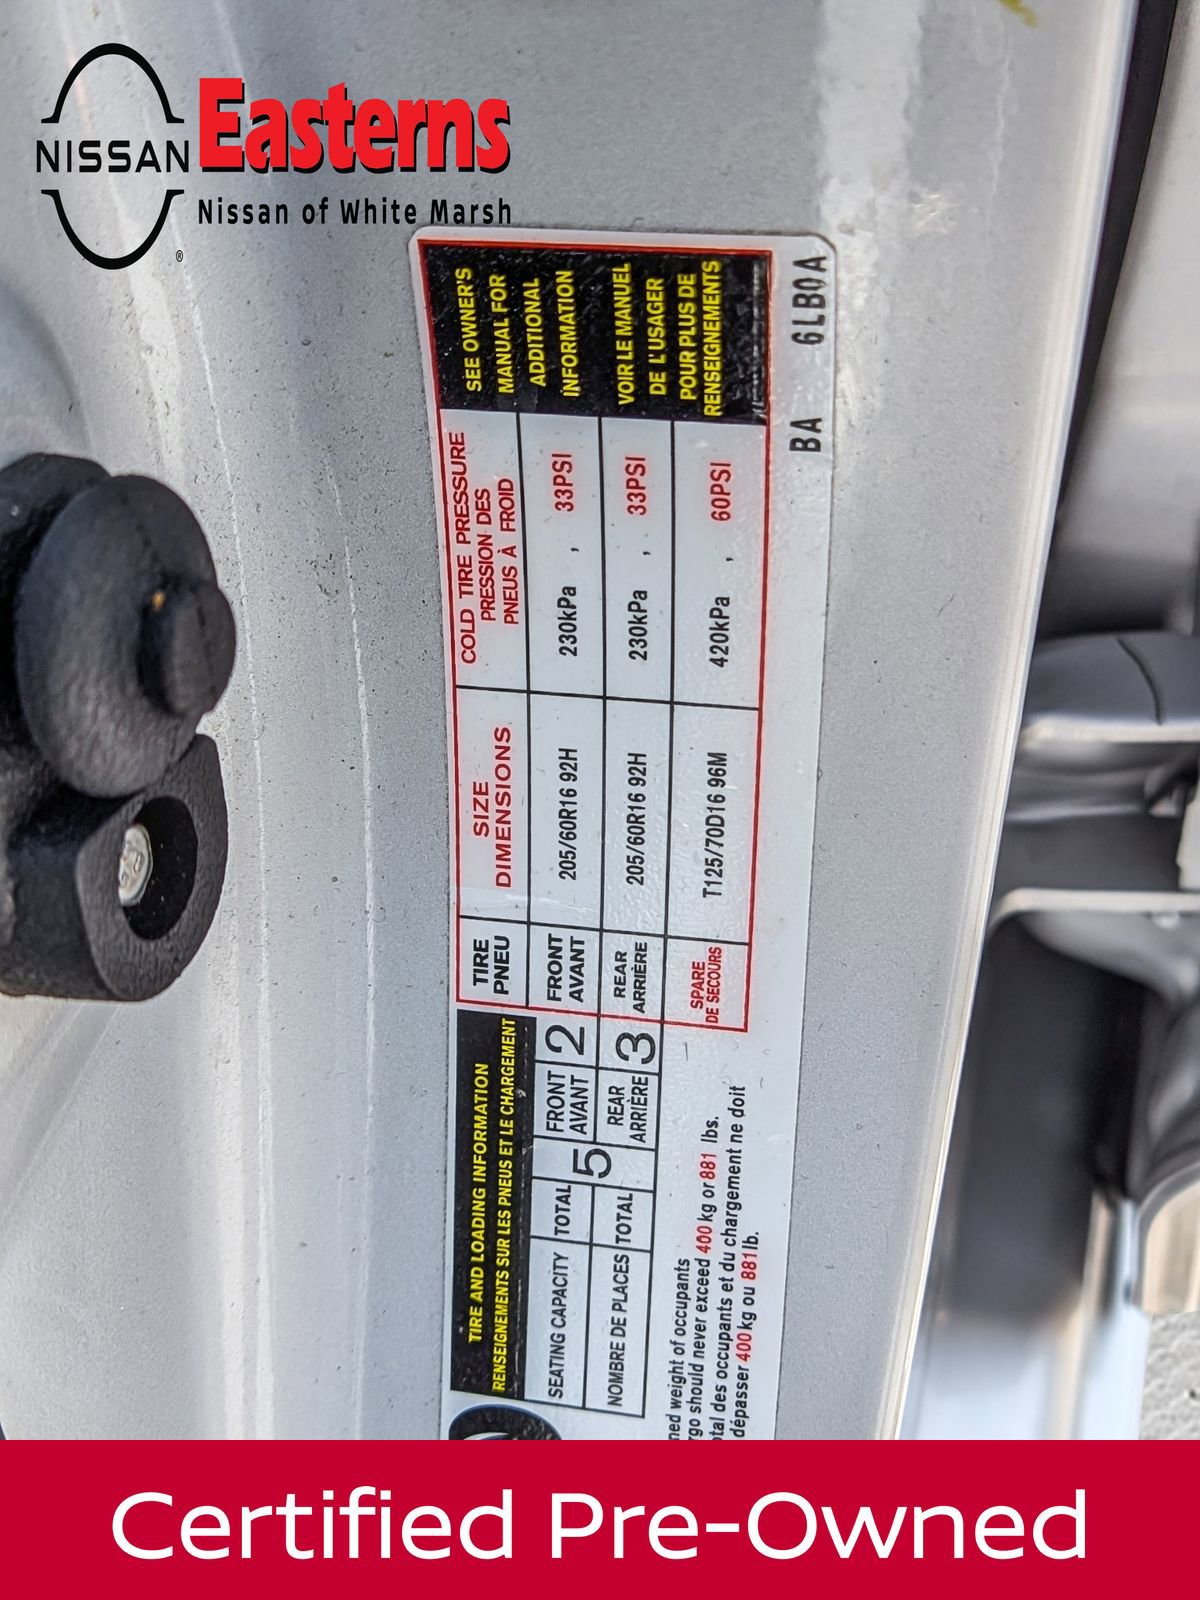 NISSAN
Easterns
Nissan of White Marsh
®
TIRE AND LOADING INFORMATION
RENSEIGNEMENTS SUR LES PNEUS ET LE CHARGEMENT
SEATING CAPACITY
NOMBRE DE PLACES
TOTAL
TOTAL
5
FRONT
AVANT
2
REAR
ARRIÈRE
3
weight of occupants
should never exceed 400 kg or 881 lbs.
des occupants et du chargement ne doit
dépasser 400 kg ou 881 lb.
TIRE
PNEU
SIZE
DIMENSIONS
COLD TIRE PRESSURE
PRESSION DES
PNEUS À FROID
FRONT
AVANT
205/60R16 92H
230kPa , 33PSI
REAR
ARRIÈRE
205/60R16 92H
230kPa , 33PSI
SPARE
DE SECOURS
T125/70D16 96M
420kPa , 60PSI
SEE OWNER'S
MANUAL FOR
ADDITIONAL
INFORMATION
VOIR LE MANUEL
DE L'USAGER
POUR PLUS DE
RENSEIGNEMENTS
BA 6LB0A
Certified Pre-Owned